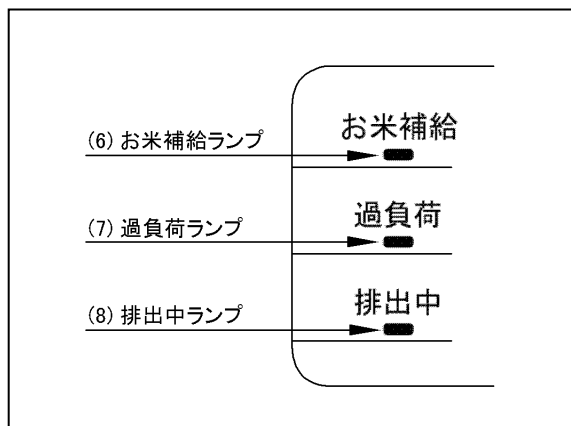 お米補給
(6) お米補給ランプ
過負荷
(7) 過負荷ランプ
排出中
(8) 排出中ランプ